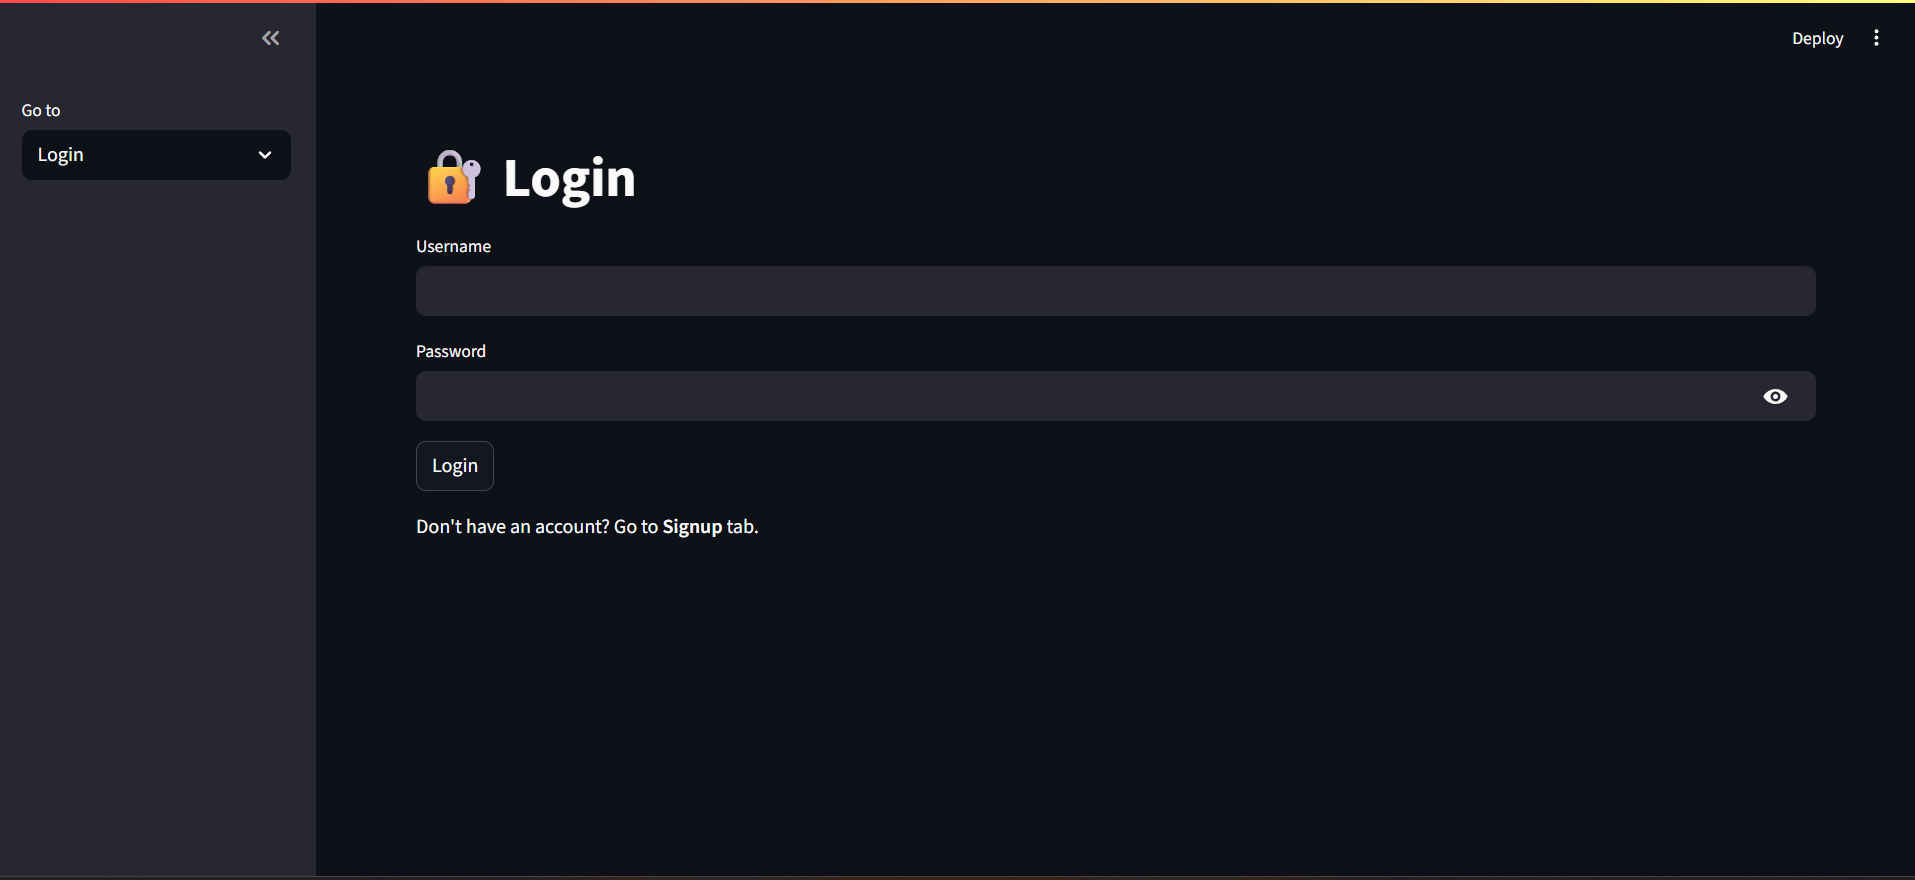 Deploy
Go to
Login
Login
Username
Password
Login
Don't have an account? Go to Signup tab.